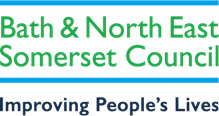 Bath & North East
Somerset Council
Improving People's Lives